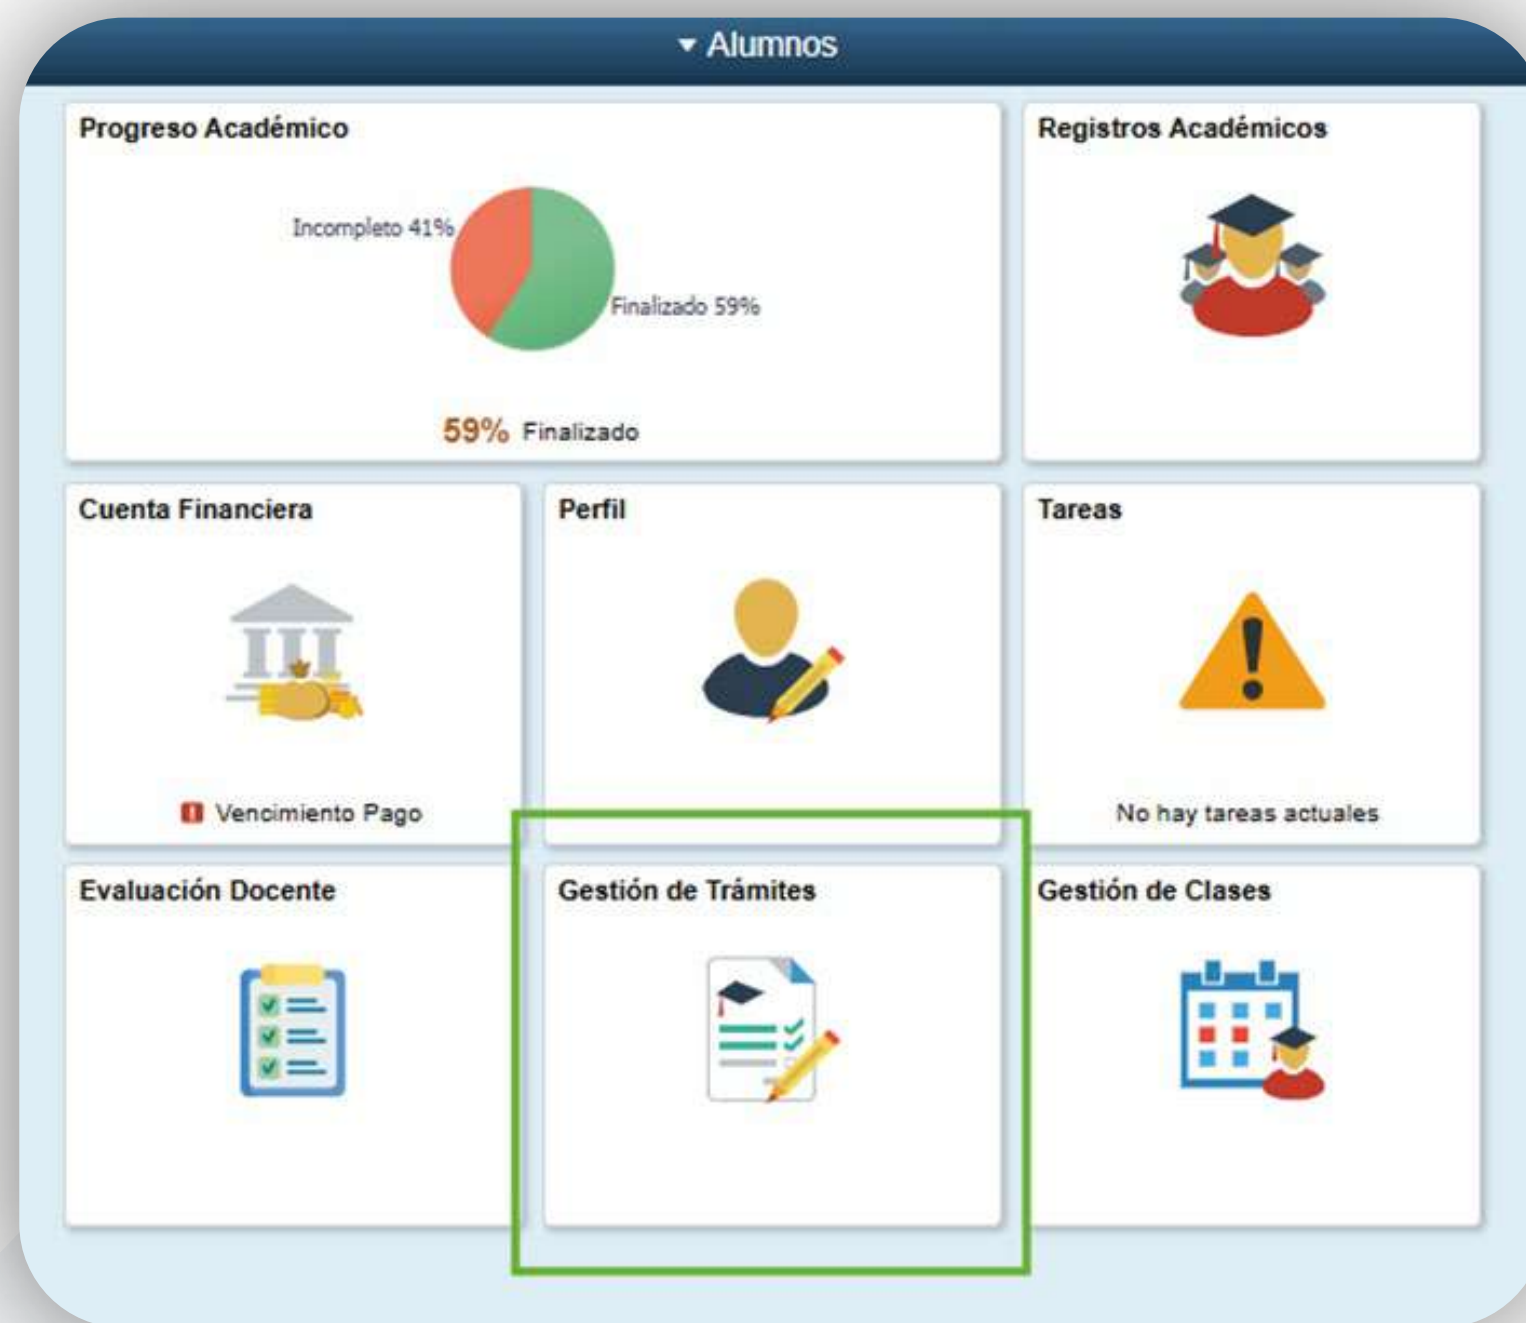 Alumnos
Progreso Académico
Incompleto 41%
Finalizado 59%
59% Finalizado
Registros Académicos
Cuenta Financiera
Vencimiento Pago
Perfil
Tareas
No hay tareas actuales
Evaluación Docente
Gestión de Trámites
Gestión de Clases